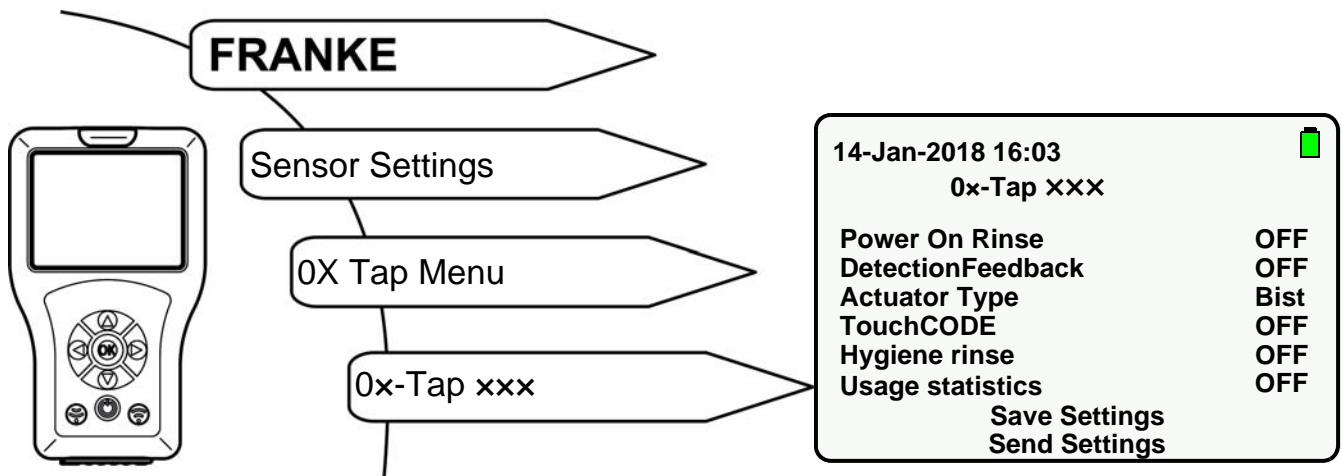 FRANKE
Sensor Settings
0X Tap Menu
0×-Tap ×××
14-Jan-2018 16:03
0×-Tap ×××
Power On Rinse OFF
DetectionFeedback OFF
Actuator Type Bist
TouchCODE OFF
Hygiene rinse OFF
Usage statistics OFF
Save Settings
Send Settings
OK